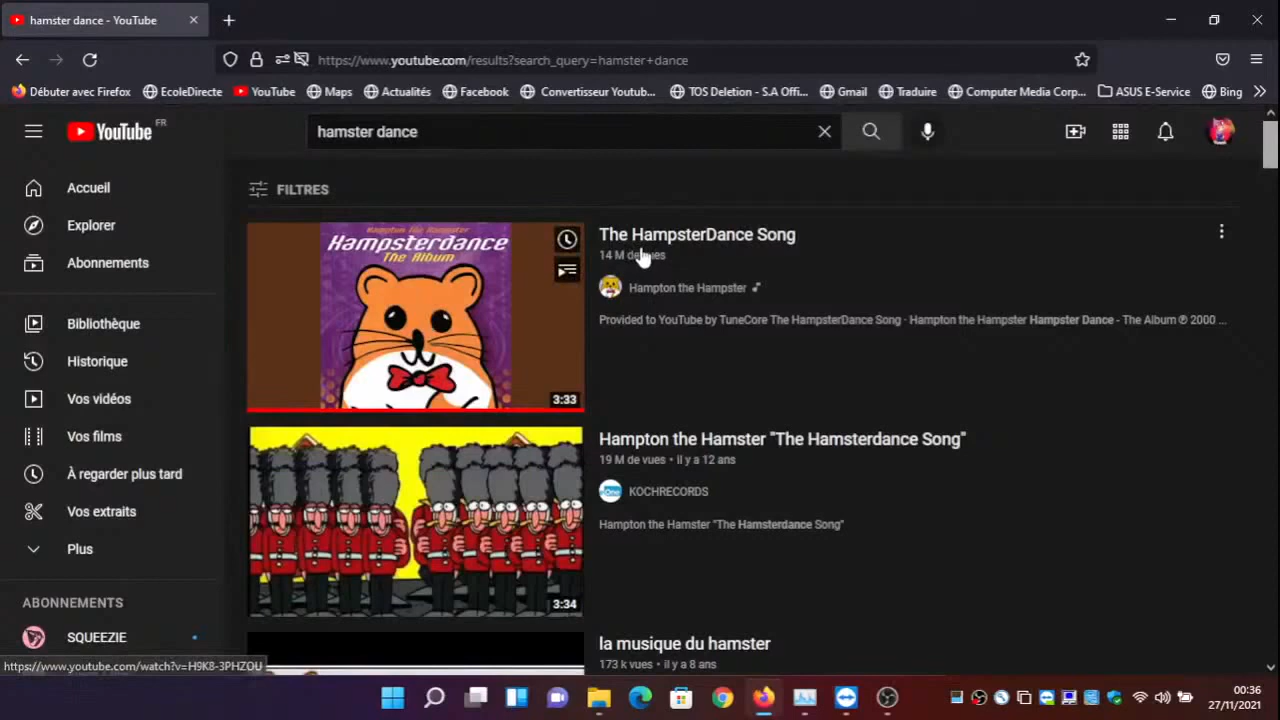 hamster dance - YouTube
https://www.youtube.com/results?search_query=hamster+dance
Débuter avec Firefox EcoleDirecte YouTube Maps Actualités Facebook Convertisseur Youtub... TOS Deletion - S.A Offi... Gmail Traduire Computer Media Corp... ASUS E-Service Bing
YouTube FR
hamster dance
Accueil
Explorer
Abonnements
Bibliothèque
Historique
Vos vidéos
Vos films
À regarder plus tard
Vos extraits
Plus
ABONNEMENTS
SQUEEZIE
FILTRES
Hampton the Hampster
Hampsterdance
The Album
3:33
The HampsterDance Song
14 M de vues
Hampton the Hampster
Provided to YouTube by TuneCore The HampsterDance Song · Hampton the Hampster Hampster Dance - The Album ℗ 2000 ...
3:34
Hampton the Hamster "The Hamsterdance Song"
19 M de vues • il y a 12 ans
One
KOCHRECORDS
Hampton the Hamster "The Hamsterdance Song"
la musique du hamster
173 k vues • il y a 8 ans
https://www.youtube.com/watch?v=H9K8-3PHZOU
00:36
27/11/2021